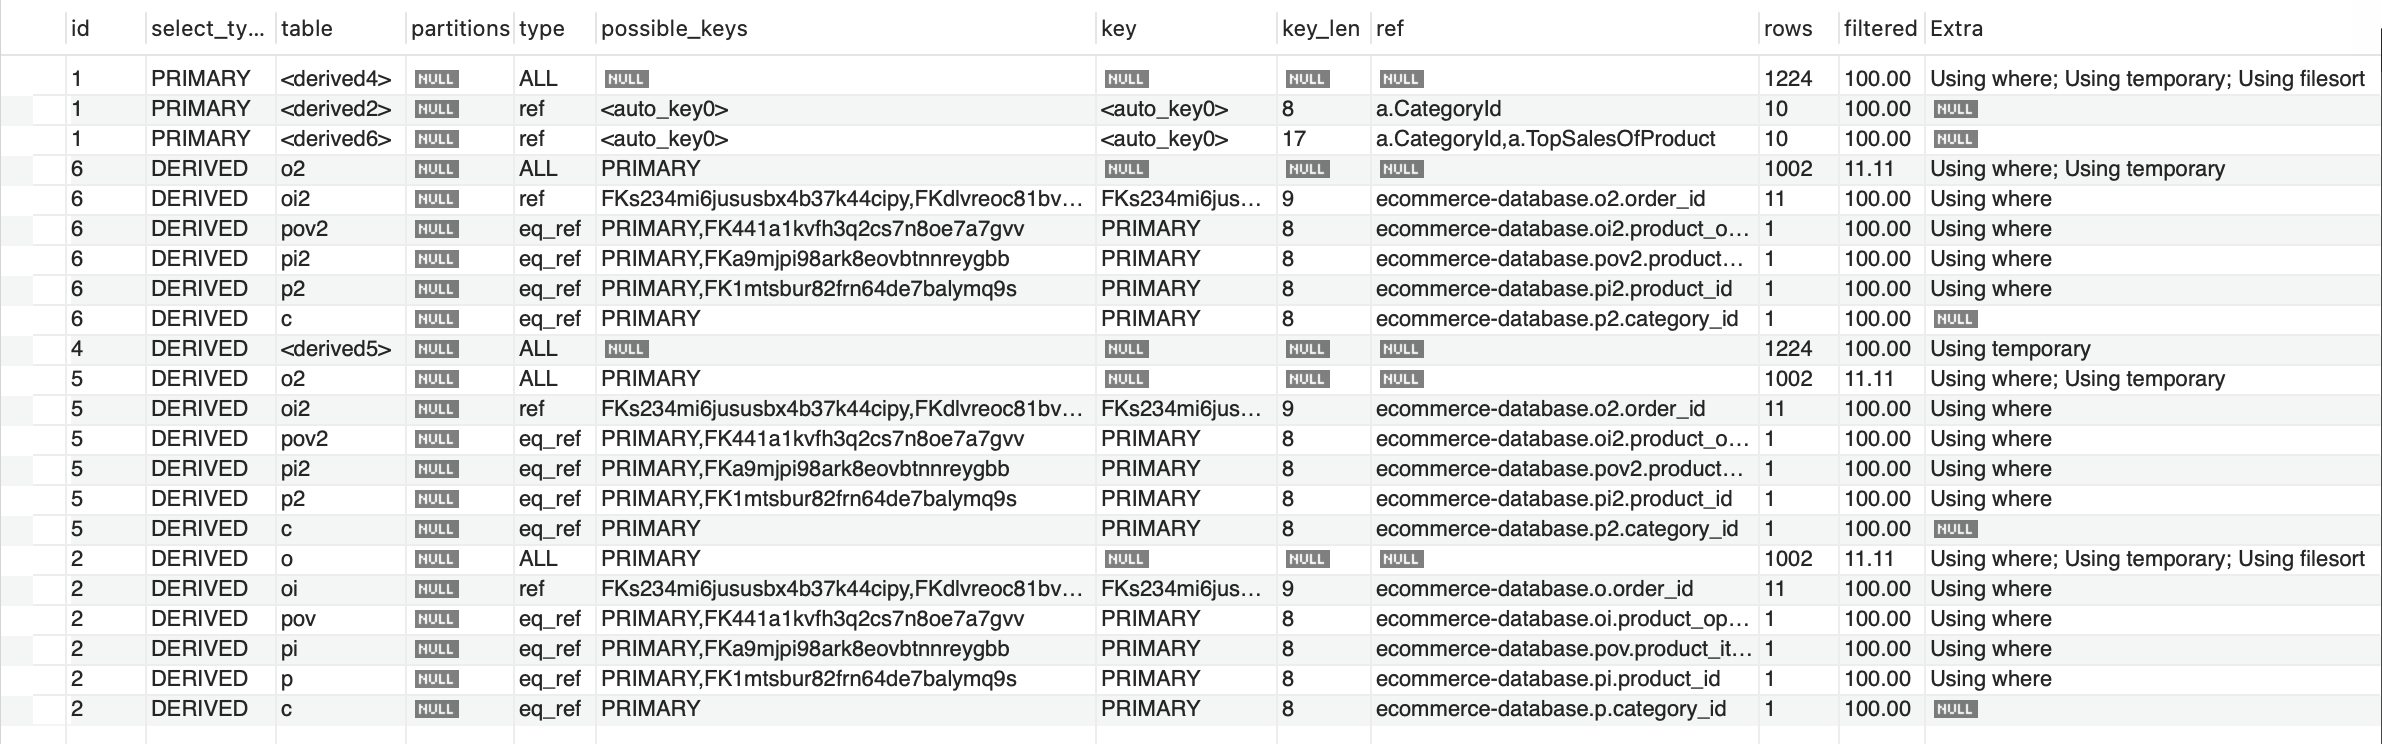 id select_ty... table partitions type possible_keys key key_len ref rows filtered Extra
1 PRIMARY <derived4> NULL ALL NULL NULL NULL NULL 1224 100.00 Using where; Using temporary; Using filesort
1 PRIMARY <derived2> NULL ref <auto_key0> <auto_key0> 8 a.CategoryId 10 100.00 NULL
1 PRIMARY <derived6> NULL ref <auto_key0> <auto_key0> 17 a.CategoryId,a.TopSalesOfProduct 10 100.00 NULL
6 DERIVED o2 NULL ALL PRIMARY NULL NULL NULL 1002 11.11 Using where; Using temporary
6 DERIVED oi2 NULL ref FKs234mi6jususbx4b37k44cipy,FKdlvreoc81bv... FKs234mi6jus... 9 ecommerce-database.o2.order_id 11 100.00 Using where
6 DERIVED pov2 NULL eq_ref PRIMARY,FK441a1kvfh3q2cs7n8oe7a7gvv PRIMARY 8 ecommerce-database.oi2.product_o... 1 100.00 Using where
6 DERIVED pi2 NULL eq_ref PRIMARY,FKa9mjpi98ark8eovbtnnreygbb PRIMARY 8 ecommerce-database.pov2.product... 1 100.00 Using where
6 DERIVED p2 NULL eq_ref PRIMARY,FK1mtsbur82frn64de7balymq9s PRIMARY 8 ecommerce-database.pi2.product_id 1 100.00 Using where
6 DERIVED c NULL eq_ref PRIMARY PRIMARY 8 ecommerce-database.p2.category_id 1 100.00 NULL
4 DERIVED <derived5> NULL ALL NULL NULL NULL NULL 1224 100.00 Using temporary
5 DERIVED o2 NULL ALL PRIMARY NULL NULL NULL 1002 11.11 Using where; Using temporary
5 DERIVED oi2 NULL ref FKs234mi6jususbx4b37k44cipy,FKdlvreoc81bv... FKs234mi6jus... 9 ecommerce-database.o2.order_id 11 100.00 Using where
5 DERIVED pov2 NULL eq_ref PRIMARY,FK441a1kvfh3q2cs7n8oe7a7gvv PRIMARY 8 ecommerce-database.oi2.product_o... 1 100.00 Using where
5 DERIVED pi2 NULL eq_ref PRIMARY,FKa9mjpi98ark8eovbtnnreygbb PRIMARY 8 ecommerce-database.pov2.product... 1 100.00 Using where
5 DERIVED p2 NULL eq_ref PRIMARY,FK1mtsbur82frn64de7balymq9s PRIMARY 8 ecommerce-database.pi2.product_id 1 100.00 Using where
5 DERIVED c NULL eq_ref PRIMARY PRIMARY 8 ecommerce-database.p2.category_id 1 100.00 NULL
2 DERIVED o NULL ALL PRIMARY NULL NULL NULL 1002 11.11 Using where; Using temporary; Using filesort
2 DERIVED oi NULL ref FKs234mi6jususbx4b37k44cipy,FKdlvreoc81bv... FKs234mi6jus... 9 ecommerce-database.o.order_id 11 100.00 Using where
2 DERIVED pov NULL eq_ref PRIMARY,FK441a1kvfh3q2cs7n8oe7a7gvv PRIMARY 8 ecommerce-database.oi.product_op... 1 100.00 Using where
2 DERIVED pi NULL eq_ref PRIMARY,FKa9mjpi98ark8eovbtnnreygbb PRIMARY 8 ecommerce-database.pov.product_it... 1 100.00 Using where
2 DERIVED p NULL eq_ref PRIMARY,FK1mtsbur82frn64de7balymq9s PRIMARY 8 ecommerce-database.pi.product_id 1 100.00 Using where
2 DERIVED c NULL eq_ref PRIMARY PRIMARY 8 ecommerce-database.p.category_id 1 100.00 NULL